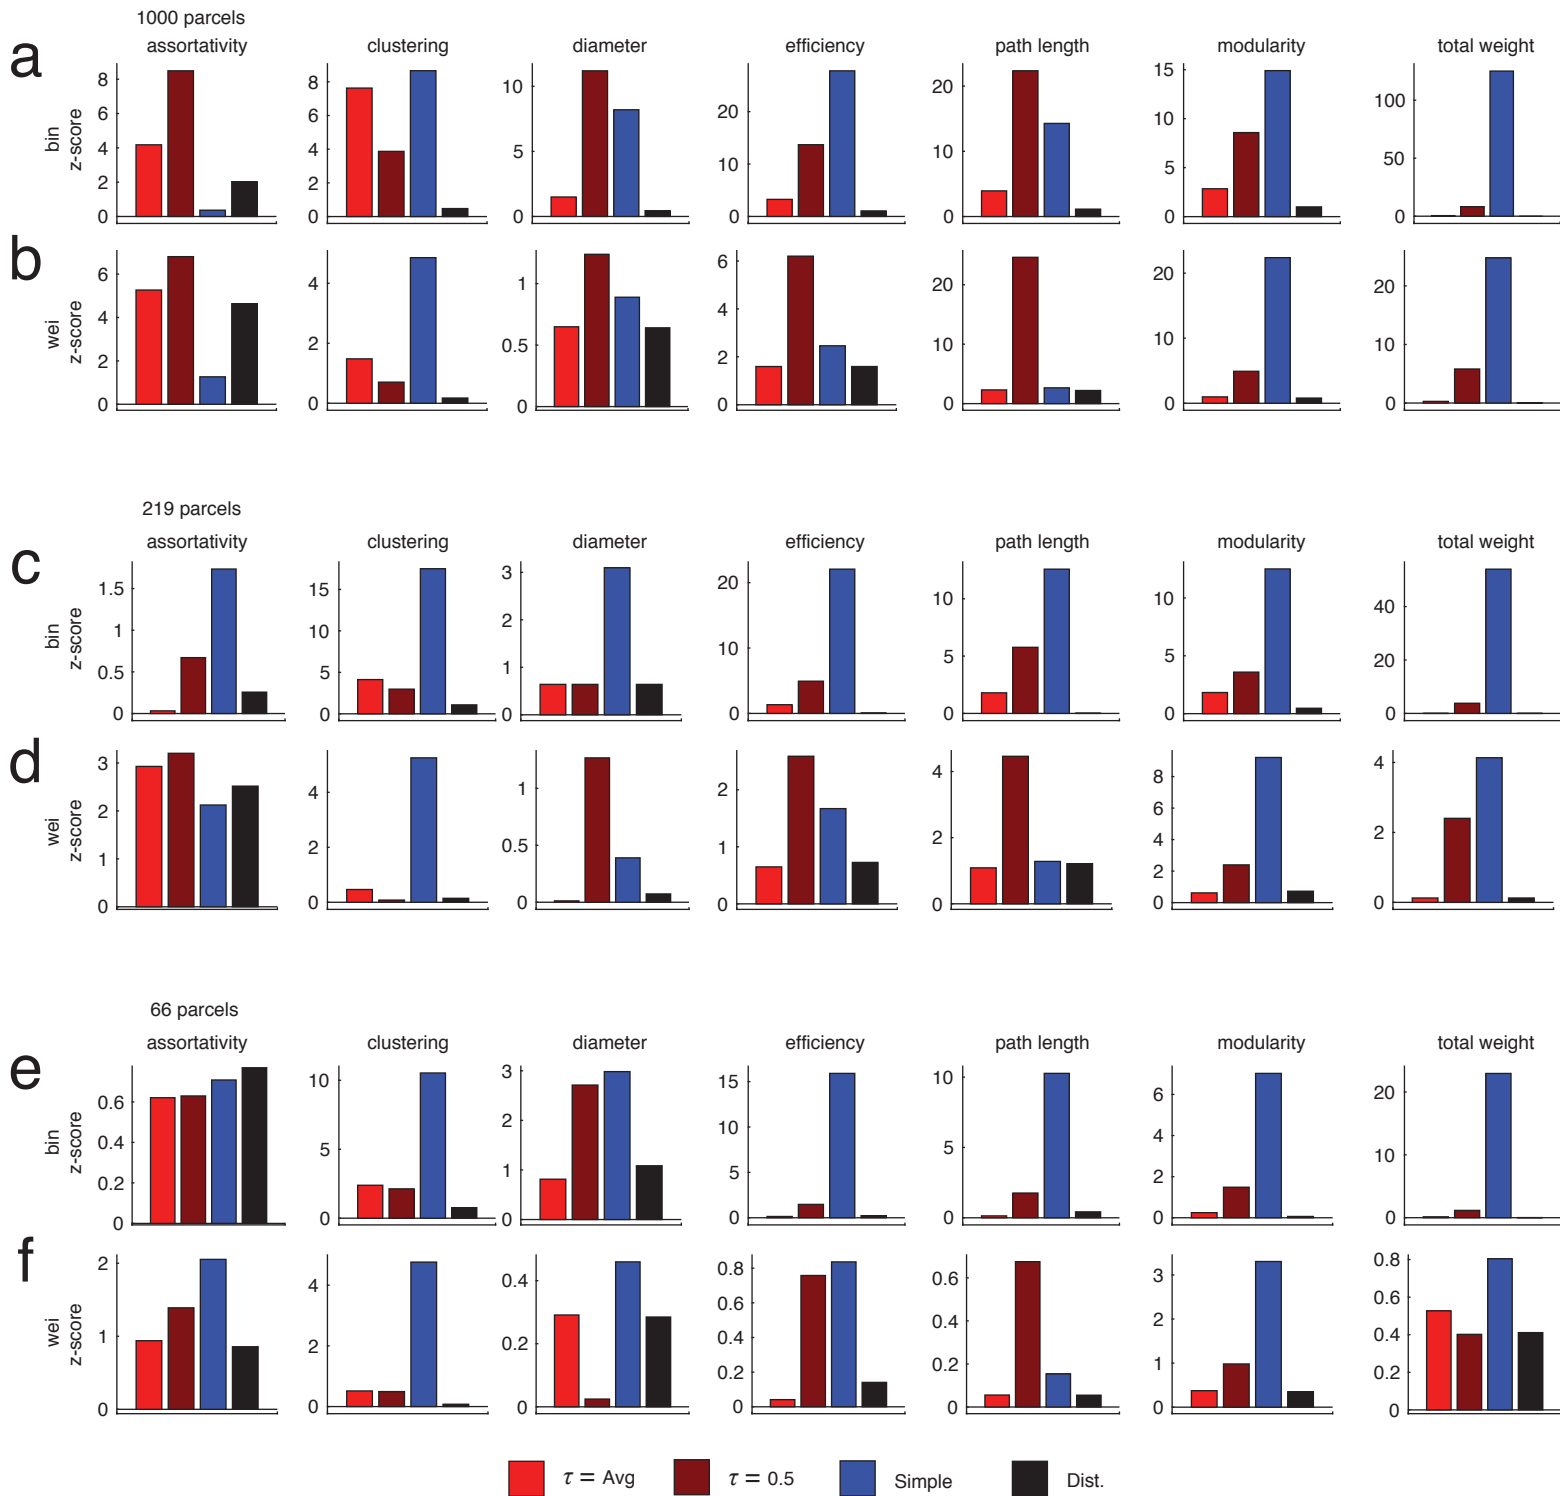 1000 parcels
a
assortativity clustering diameter efficiency path length modularity total weight
bin
z-score
8 6 4 2 0
8 6 4 2 0
10 5 0
20 10 0
20 10 0
15 10 5 0
100 50 0
b
wei
z-score
6 4 2 0
4 2 0
1 0.5 0
6 4 2 0
20 10 0
20 10 0
20 10 0
219 parcels
c
assortativity clustering diameter efficiency path length modularity total weight
bin
z-score
1.5 1 0.5 0
15 10 5 0
3 2 1 0
20 10 0
10 5 0
10 5 0
40 20 0
d
wei
z-score
3 2 1 0
4 2 0
1 0.5 0
2 1 0
4 2 0
8 6 4 2 0
4 2 0
66 parcels
e
assortativity clustering diameter efficiency path length modularity total weight
bin
z-score
0.6 0.4 0.2 0
10 5 0
3 2 1 0
15 10 5 0
10 5 0
6 4 2 0
20 10 0
f
wei
z-score
2 1 0
4 2 0
0.4 0.2 0
0.8 0.6 0.4 0.2 0
0.6 0.4 0.2 0
3 2 1 0
0.8 0.6 0.4 0.2 0
τ = Avg τ = 0.5 Simple Dist.